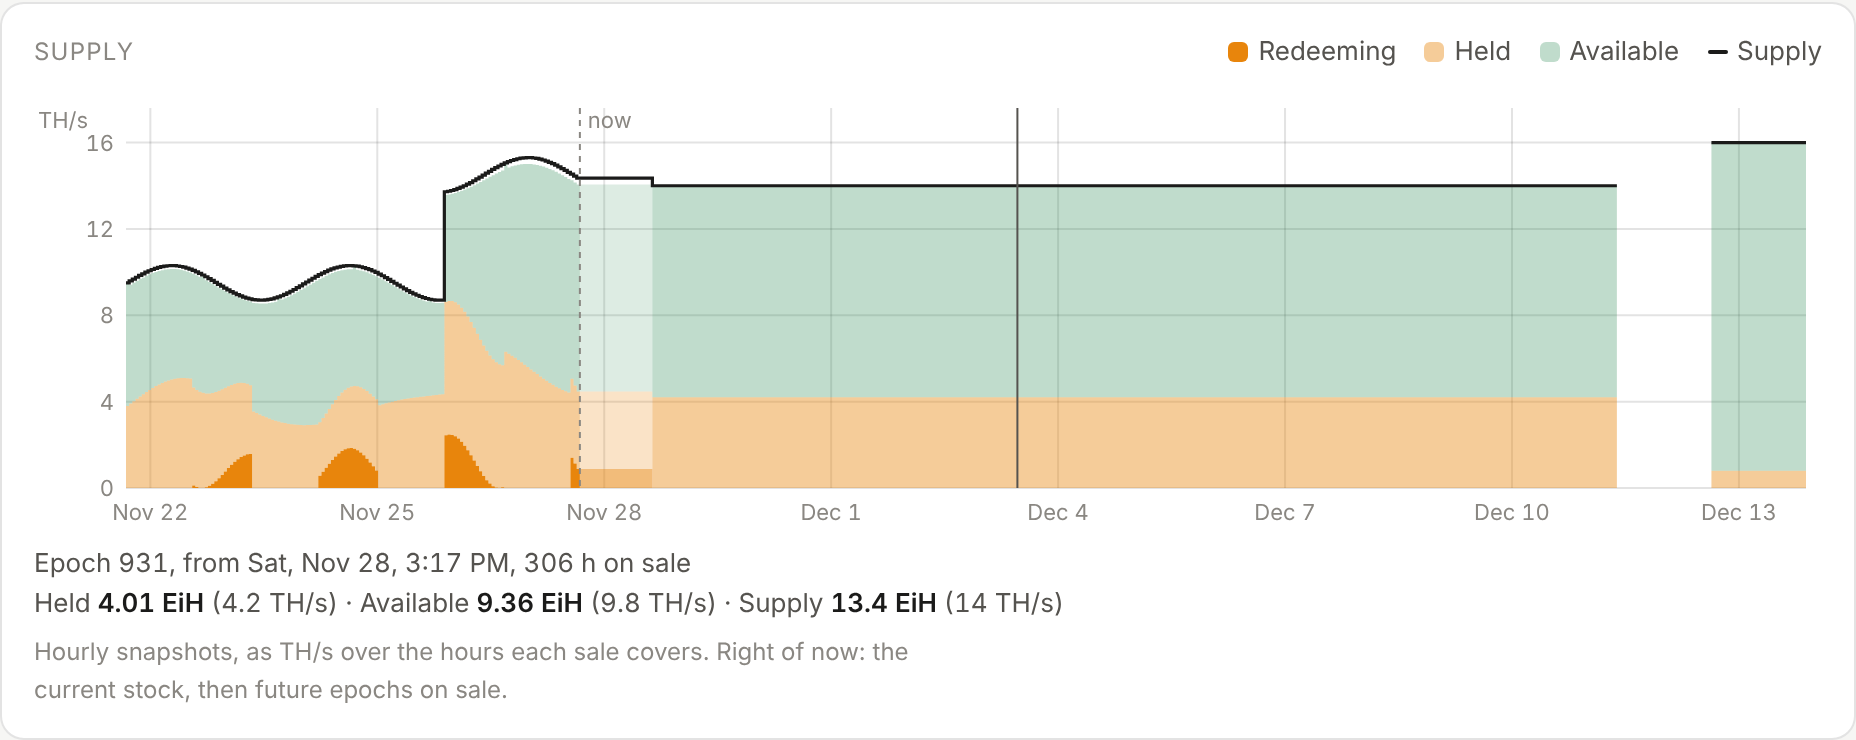 SUPPLY
Redeeming Held Available Supply
TH/s
now
16
12
8
4
0
Nov 22 Nov 25 Nov 28 Dec 1 Dec 4 Dec 7 Dec 10 Dec 13
Epoch 931, from Sat, Nov 28, 3:17 PM, 306 h on sale
Held 4.01 EiH (4.2 TH/s) · Available 9.36 EiH (9.8 TH/s) · Supply 13.4 EiH (14 TH/s)
Hourly snapshots, as TH/s over the hours each sale covers. Right of now: the
current stock, then future epochs on sale.